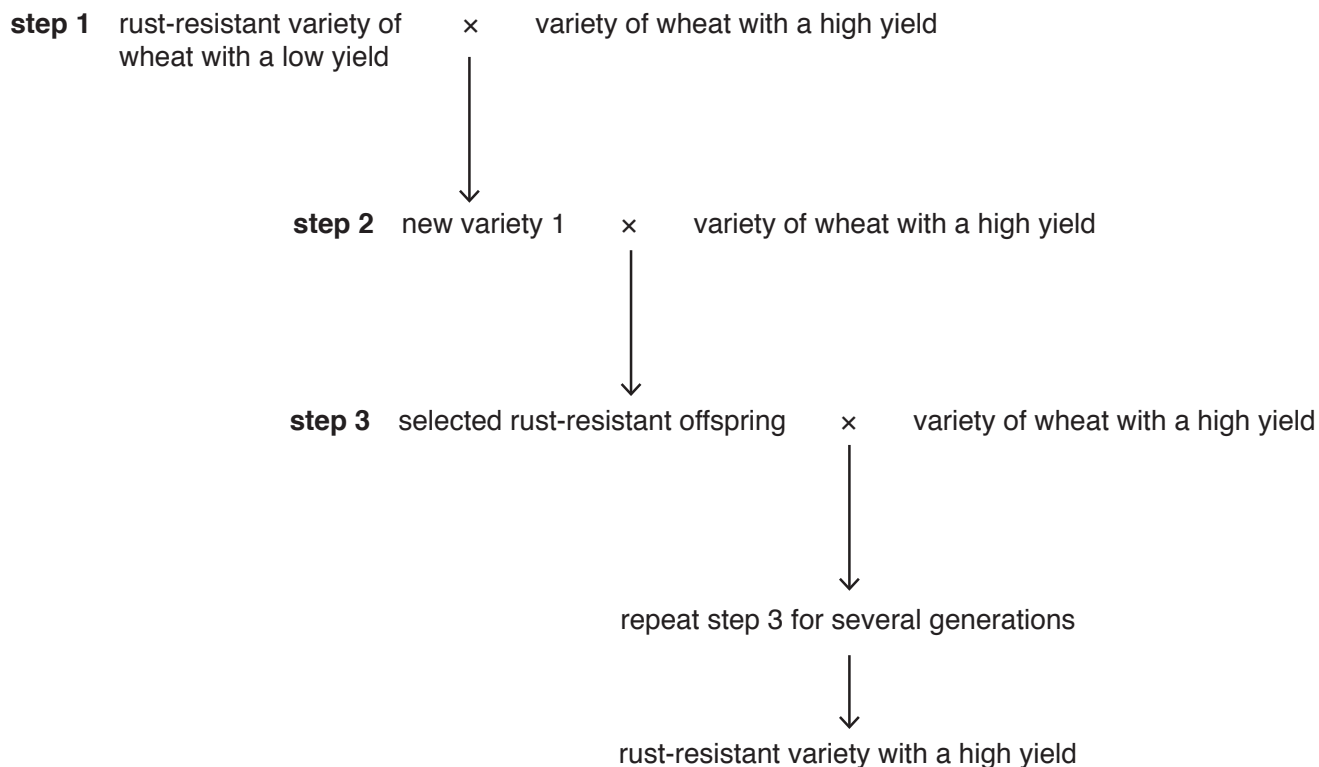 step 1 rust-resistant variety of × variety of wheat with a high yield
wheat with a low yield
step 2 new variety 1 × variety of wheat with a high yield
step 3 selected rust-resistant offspring × variety of wheat with a high yield
repeat step 3 for several generations
rust-resistant variety with a high yield